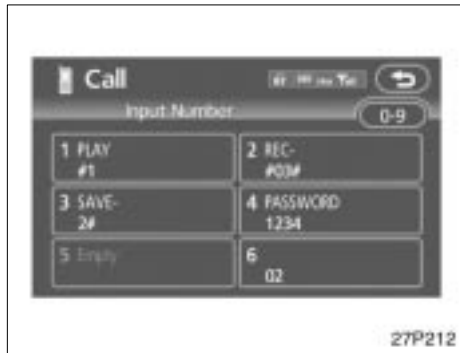 Call
Input Number
0-9
1 PLAY
#1
2 REC-
#03#
3 SAVE-
2#
4 PASSWORD
1234
5 Empty
6
02
27P212